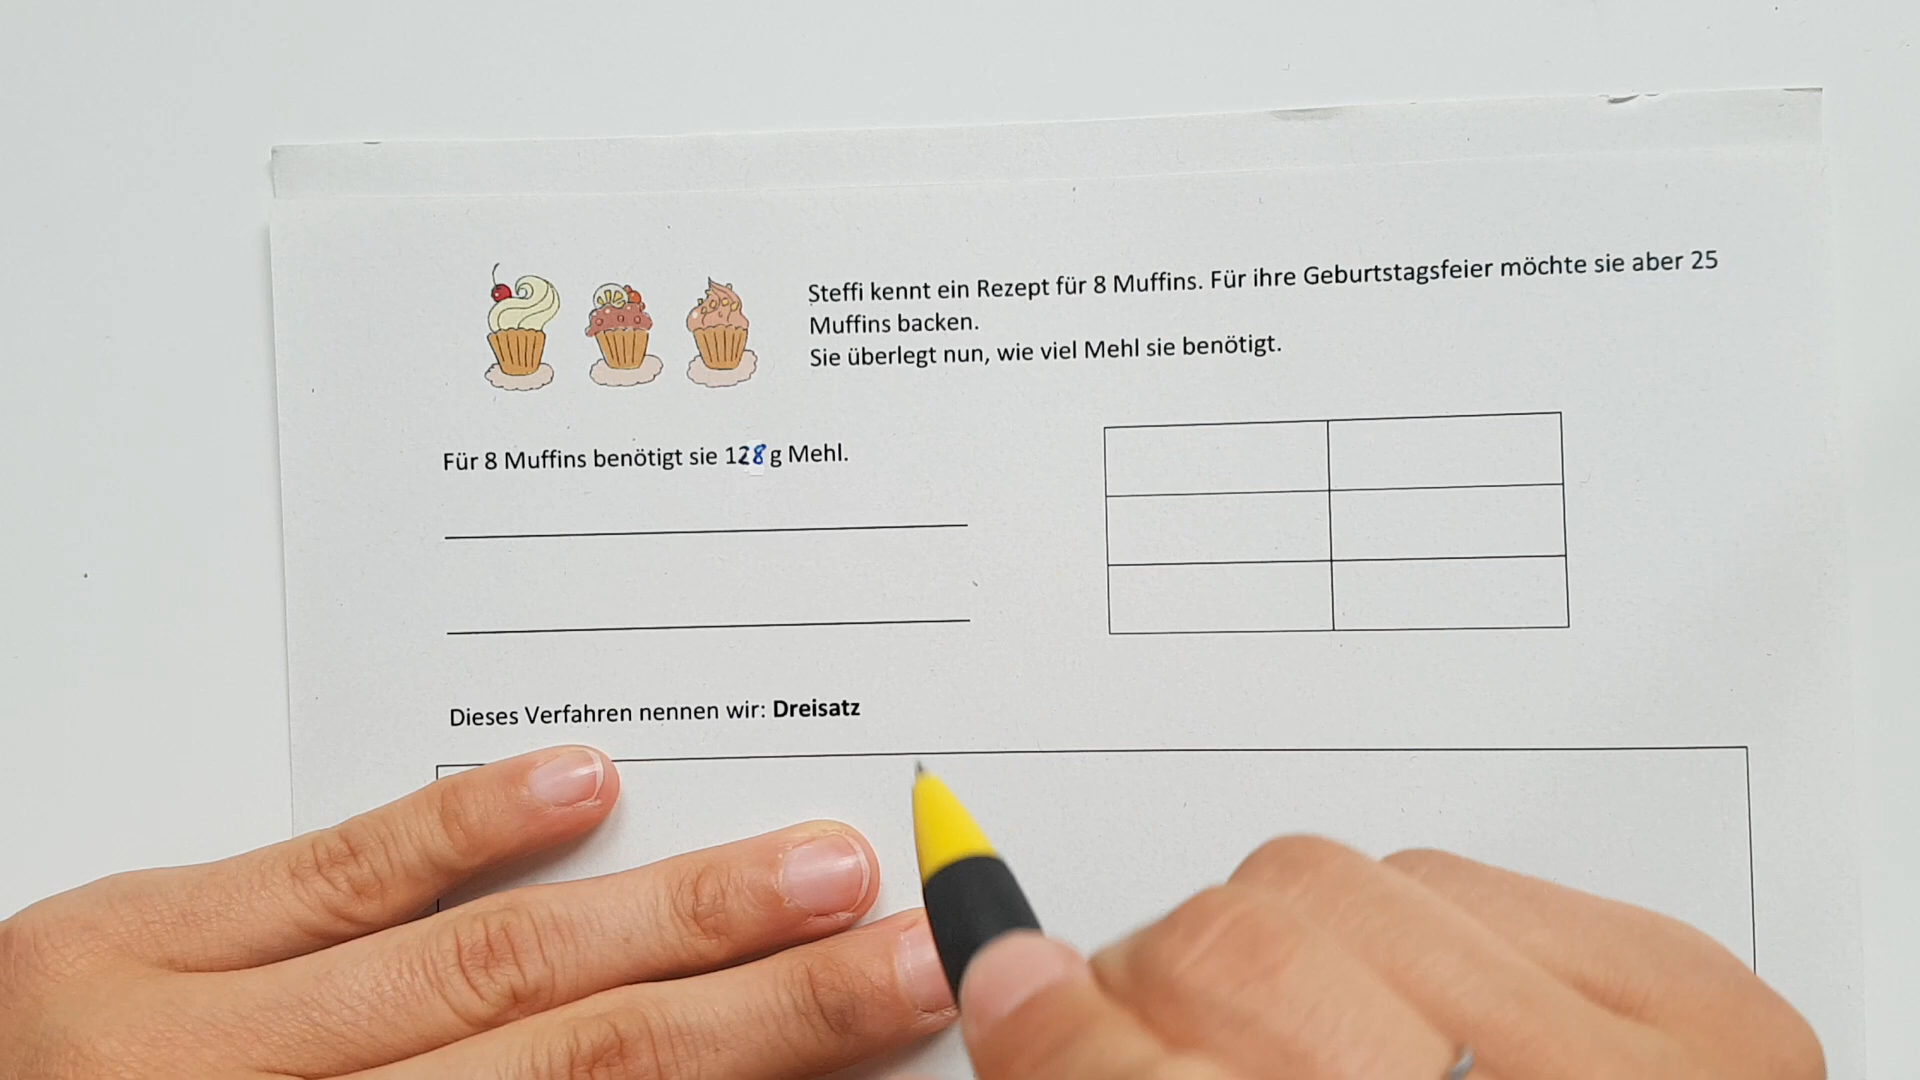 Steffi kennt ein Rezept für 8 Muffins. Für ihre Geburtstagsfeier möchte sie aber 25
Muffins backen.
Sie überlegt nun, wie viel Mehl sie benötigt.
Für 8 Muffins benötigt sie 128 g Mehl.
Dieses Verfahren nennen wir: Dreisatz